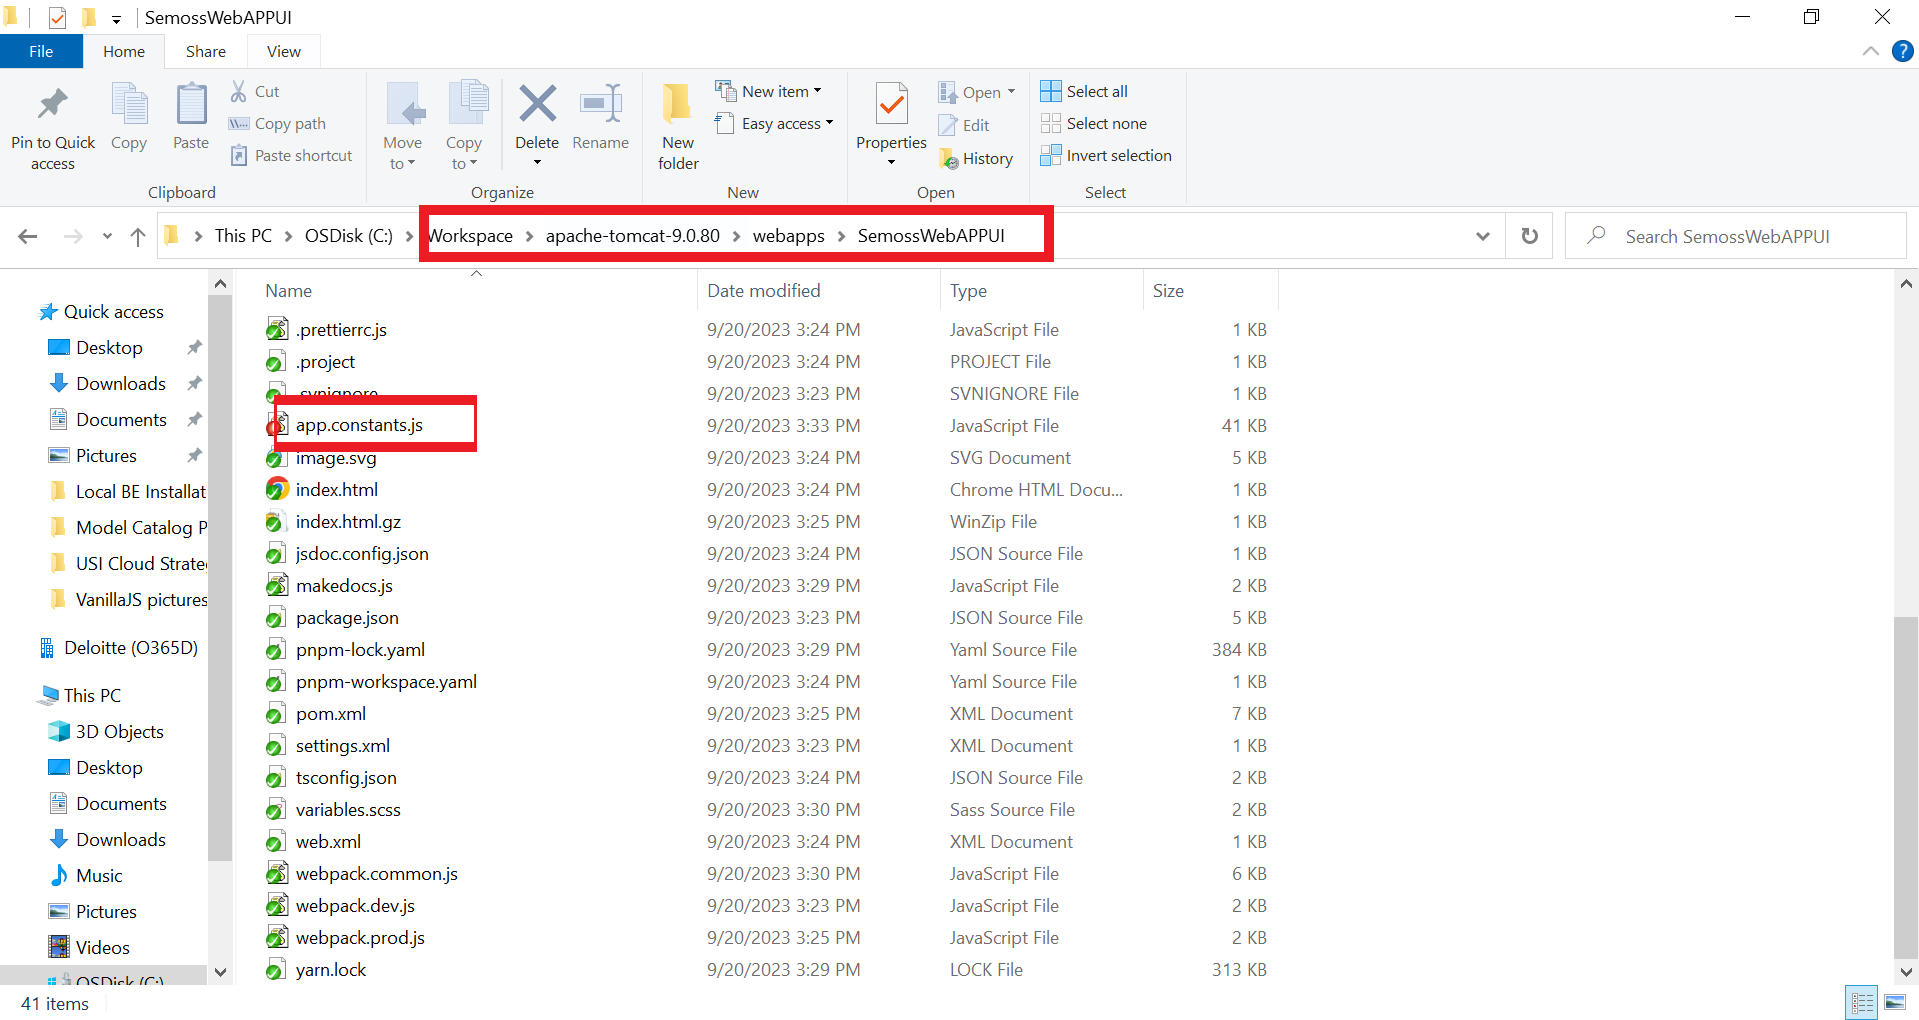 SemossWebAPPUI
File Home Share View
Pin to Quick access
Copy
Paste
Cut
Copy path
Paste shortcut
Clipboard
Move to
Copy to
Delete
Rename
Organize
New folder
New item
Easy access
New
Properties
Open
Edit
History
Open
Select all
Select none
Invert selection
Select
This PC > OSDisk (C:) > Workspace > apache-tomcat-9.0.80 > webapps > SemossWebAPPUI
Search SemossWebAPPUI
Quick access
Desktop
Downloads
Documents
Pictures
Local BE Installat
Model Catalog P
USI Cloud Strate
VanillaJS pictures
Deloitte (O365D)
This PC
3D Objects
Desktop
Documents
Downloads
Music
Pictures
Videos
OSDisk (C:)
Name Date modified Type Size
.prettierrc.js 9/20/2023 3:24 PM JavaScript File 1 KB
.project 9/20/2023 3:24 PM PROJECT File 1 KB
.svnignore 9/20/2023 3:23 PM SVNIGNORE File 1 KB
app.constants.js 9/20/2023 3:33 PM JavaScript File 41 KB
image.svg 9/20/2023 3:24 PM SVG Document 5 KB
index.html 9/20/2023 3:24 PM Chrome HTML Docu... 1 KB
index.html.gz 9/20/2023 3:25 PM WinZip File 1 KB
jsdoc.config.json 9/20/2023 3:24 PM JSON Source File 1 KB
makedocs.js 9/20/2023 3:29 PM JavaScript File 2 KB
package.json 9/20/2023 3:23 PM JSON Source File 5 KB
pnpm-lock.yaml 9/20/2023 3:29 PM Yaml Source File 384 KB
pnpm-workspace.yaml 9/20/2023 3:24 PM Yaml Source File 1 KB
pom.xml 9/20/2023 3:25 PM XML Document 7 KB
settings.xml 9/20/2023 3:23 PM XML Document 1 KB
tsconfig.json 9/20/2023 3:24 PM JSON Source File 2 KB
variables.scss 9/20/2023 3:30 PM Sass Source File 2 KB
web.xml 9/20/2023 3:24 PM XML Document 1 KB
webpack.common.js 9/20/2023 3:30 PM JavaScript File 6 KB
webpack.dev.js 9/20/2023 3:23 PM JavaScript File 2 KB
webpack.prod.js 9/20/2023 3:25 PM JavaScript File 2 KB
yarn.lock 9/20/2023 3:29 PM LOCK File 313 KB
41 items